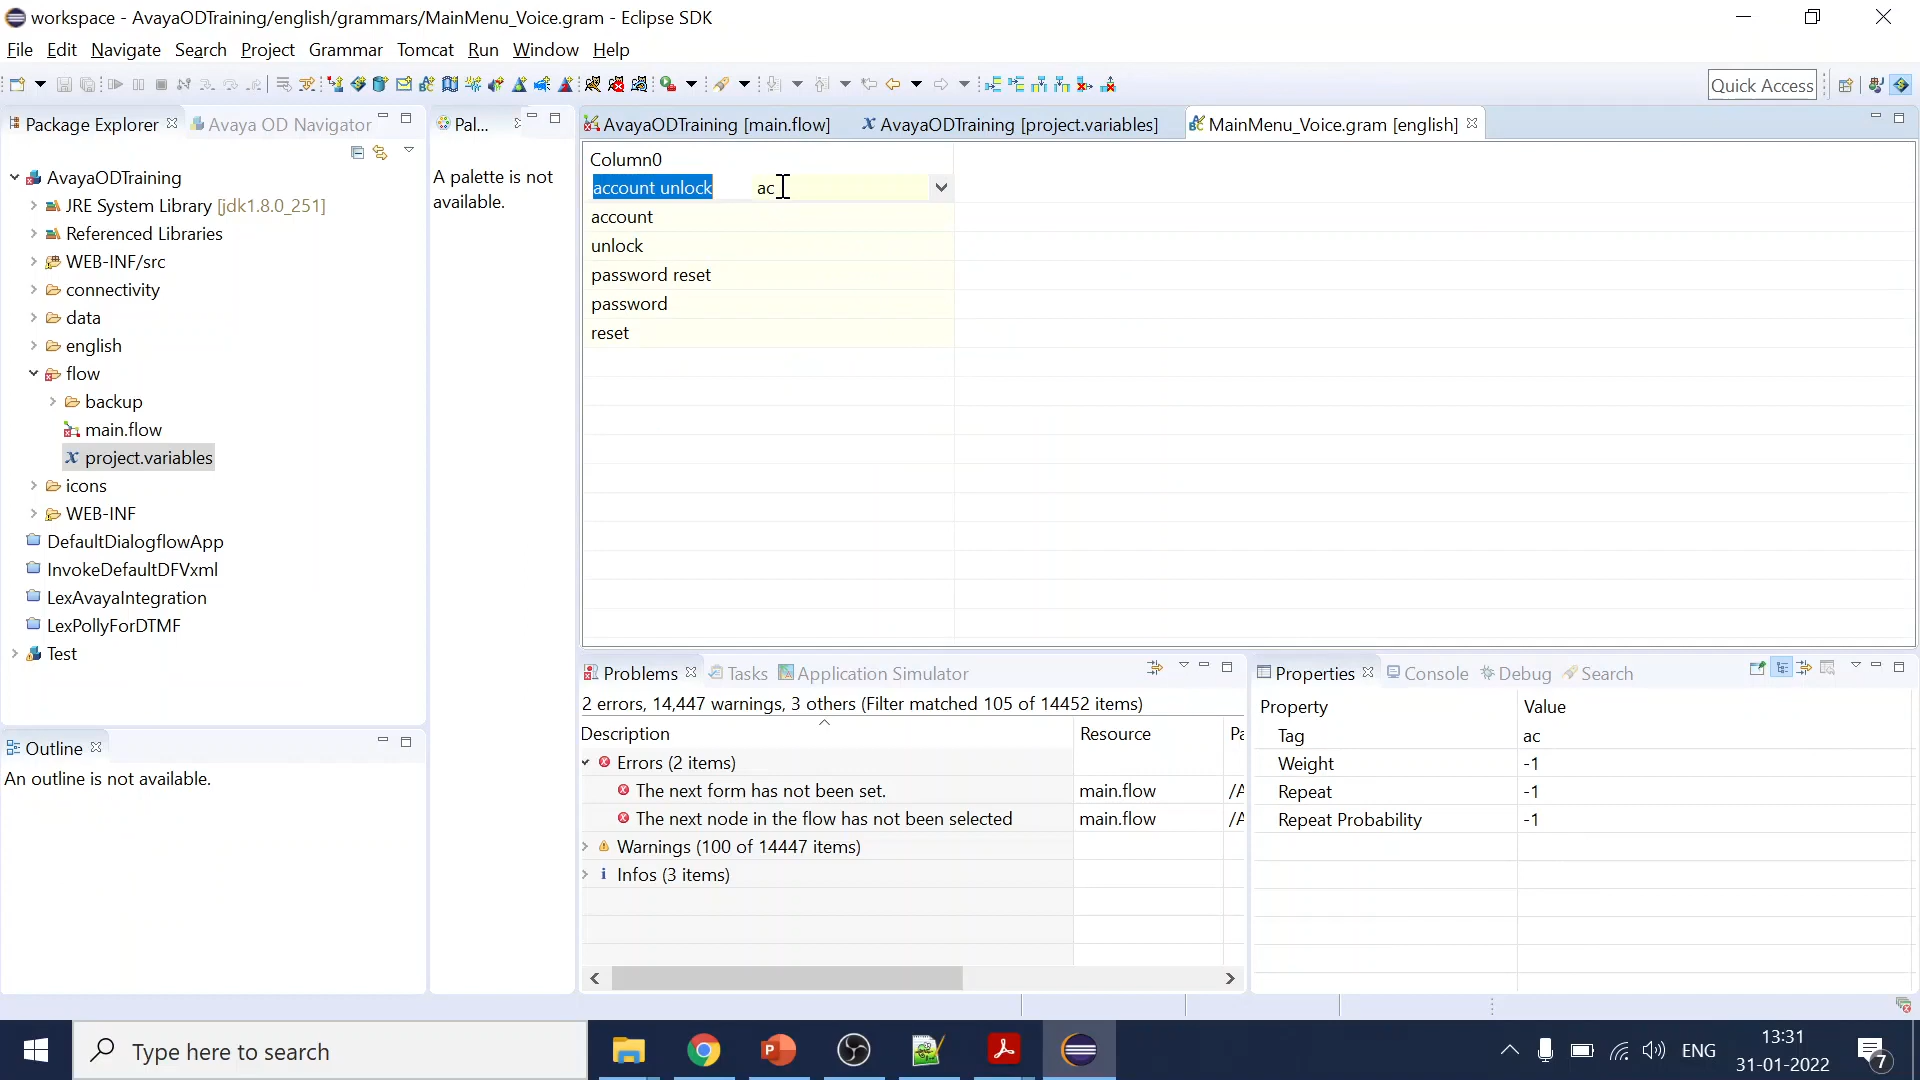 workspace - AvayaODTraining/english/grammars/MainMenu_Voice.gram - Eclipse SDK
File Edit Navigate Search Project Grammar Tomcat Run Window Help
Quick Access
Package Explorer
Avaya OD Navigator
AvayaODTraining
JRE System Library [jdk1.8.0_251]
Referenced Libraries
WEB-INF/src
connectivity
data
english
flow
backup
main.flow
project.variables
icons
WEB-INF
DefaultDialogflowApp
InvokeDefaultDFVxml
LexAvayaIntegration
LexPollyForDTMF
Test
Outline
An outline is not available.
Pal...
A palette is not
available.
AvayaODTraining [main.flow]
AvayaODTraining [project.variables]
MainMenu_Voice.gram [english]
Column0
account unlock ac
account
unlock
password reset
password
reset
Problems Tasks Application Simulator
2 errors, 14,447 warnings, 3 others (Filter matched 105 of 14452 items)
Description Resource Pa
Errors (2 items)
The next form has not been set. main.flow /A
The next node in the flow has not been selected main.flow /A
Warnings (100 of 14447 items)
Infos (3 items)
Properties Console Debug Search
Property Value
Tag ac
Weight -1
Repeat -1
Repeat Probability -1
Type here to search
ENG
13:31
31-01-2022
7